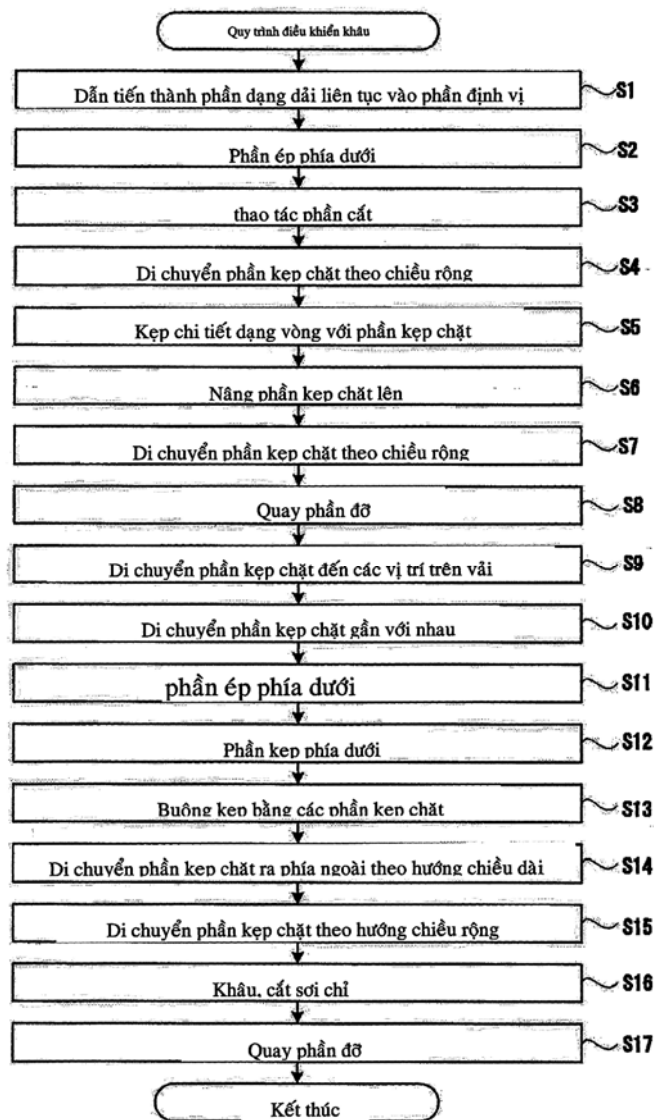 Quy trình điều khiển khâu
Dẫn tiến thành phần dạng dải liên tục vào phần định vị
S1
Phần ép phía dưới
S2
thao tác phần cắt
S3
Di chuyển phần kẹp chặt theo chiều rộng
S4
Kẹp chi tiết dạng vòng với phần kẹp chặt
S5
Nâng phần kẹp chặt lên
S6
Di chuyển phần kẹp chặt theo chiều rộng
S7
Quay phần đỡ
S8
Di chuyển phần kẹp chặt đến các vị trí trên vải
S9
Di chuyển phần kẹp chặt gần với nhau
S10
phần ép phía dưới
S11
Phần kẹp phía dưới
S12
Buông kẹp bằng các phần kẹp chặt
S13
Di chuyển phần kẹp chặt ra phía ngoài theo hướng chiều dài
S14
Di chuyển phần kẹp chặt theo hướng chiều rộng
S15
Khâu, cắt sợi chỉ
S16
Quay phần đỡ
S17
Kết thúc